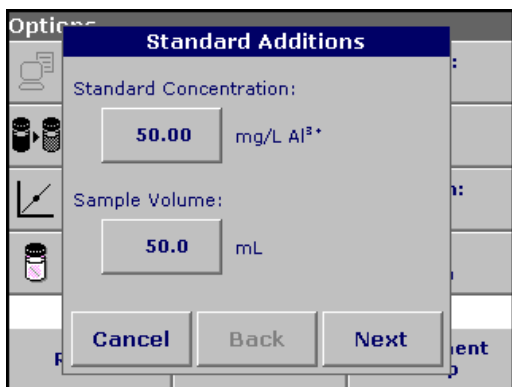 Options
Standard Additions
Standard Concentration:
50.00 mg/L Al³⁺
Sample Volume:
50.0 mL
Cancel Back Next